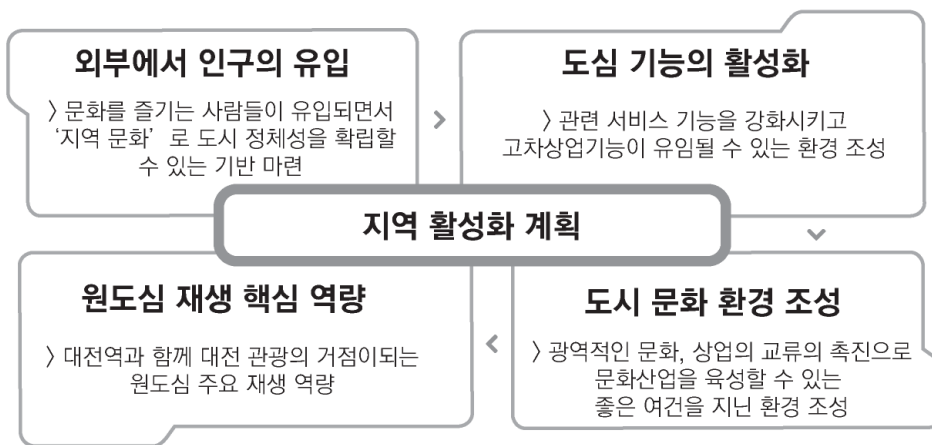 외부에서 인구의 유입
〉문화를 즐기는 사람들이 유입되면서
‘지역 문화’ 로 도시 정체성을 확립할
수 있는 기반 마련
도심 기능의 활성화
〉관련 서비스 기능을 강화시키고
고차상업기능이 유임될 수 있는 환경 조성
지역 활성화 계획
원도심 재생 핵심 역량
〉대전역과 함께 대전 관광의 거점이되는
원도심 주요 재생 역량
도시 문화 환경 조성
〉광역적인 문화, 상업의 교류의 촉진으로
문화산업을 육성할 수 있는
좋은 여건을 지닌 환경 조성